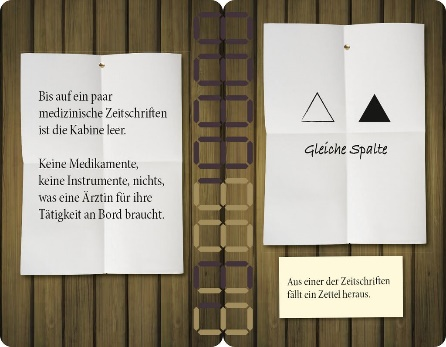 Bis auf ein paar
medizinische Zeitschriften
ist die Kabine leer.
Keine Medikamente,
keine Instrumente, nichts,
was eine Ärztin für ihre
Tätigkeit an Bord braucht.
Gleiche Spalte
Aus einer der Zeitschriften
fällt ein Zettel heraus.